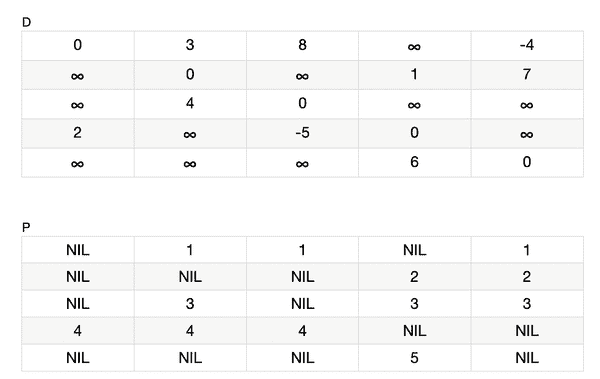 D
0 3 8 ∞ -4
∞ 0 ∞ 1 7
∞ 4 0 ∞ ∞
2 ∞ -5 0 ∞
∞ ∞ ∞ 6 0
P
NIL 1 1 NIL 1
NIL NIL NIL 2 2
NIL 3 NIL 3 3
4 4 4 NIL NIL
NIL NIL NIL 5 NIL